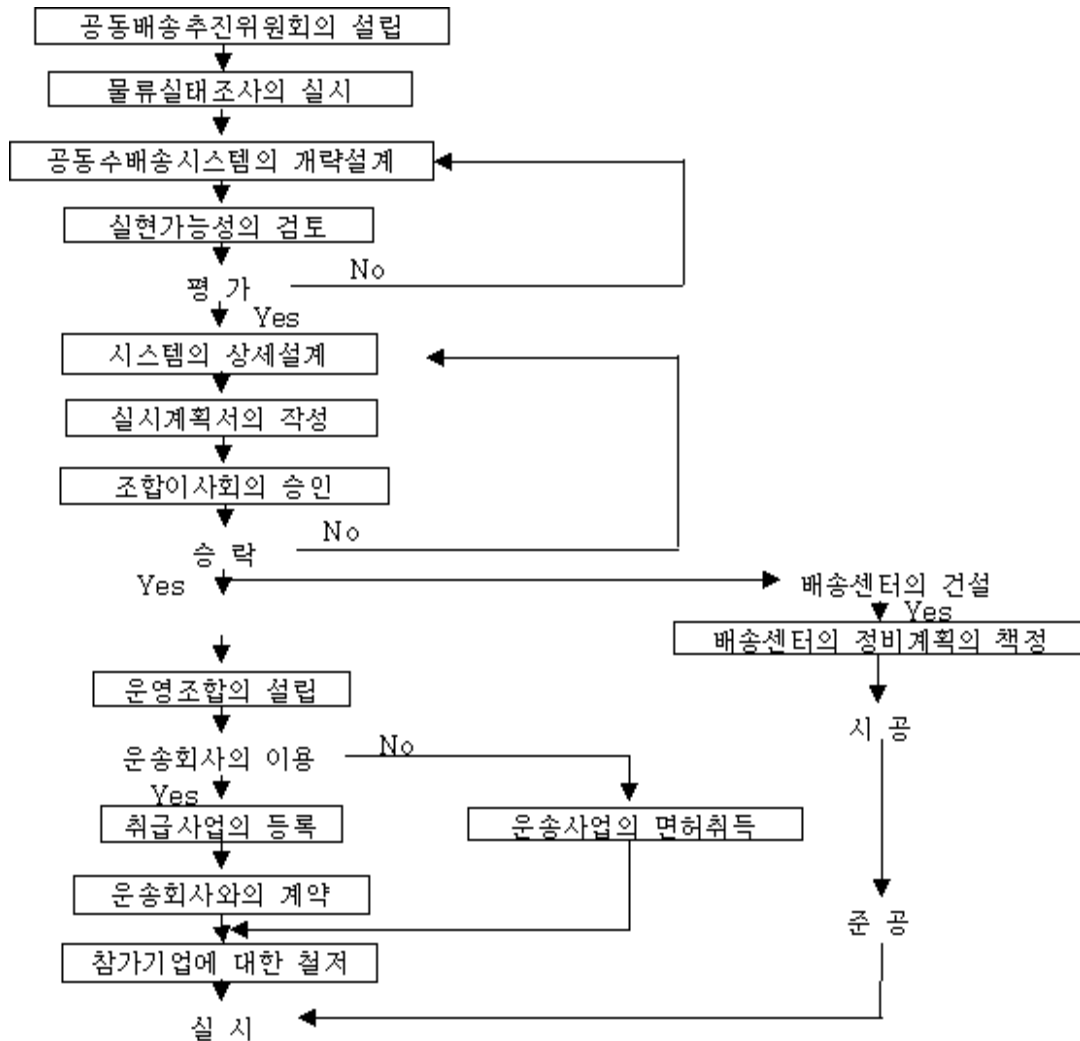 공동배송추진위원회의 설립
물류실태조사의 실시
공동수배송시스템의 개략설계
실현가능성의 검토
평 가
No
Yes
시스템의 상세설계
실시계획서의 작성
조합이사회의 승인
승 락
No
Yes
배송센터의 건설
Yes
배송센터의 정비계획의 책정
운영조합의 설립
시 공
운송회사의 이용
No
Yes
취급사업의 등록
운송사업의 면허취득
운송회사와의 계약
준 공
참가기업에 대한 철저
실 시